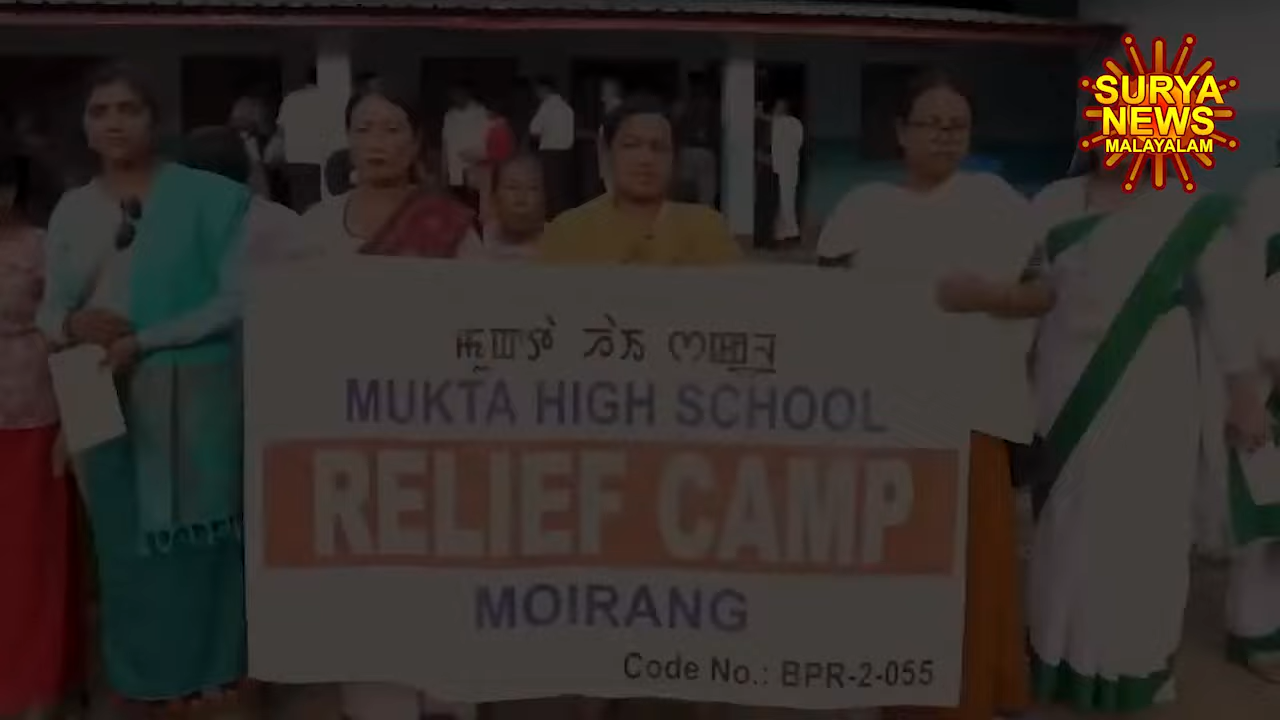 SURYA
NEWS
MALAYALAM
MUKTA HIGH SCHOOL
RELIEF CAMP
MOIRANG
Code No.: BPR-2-055